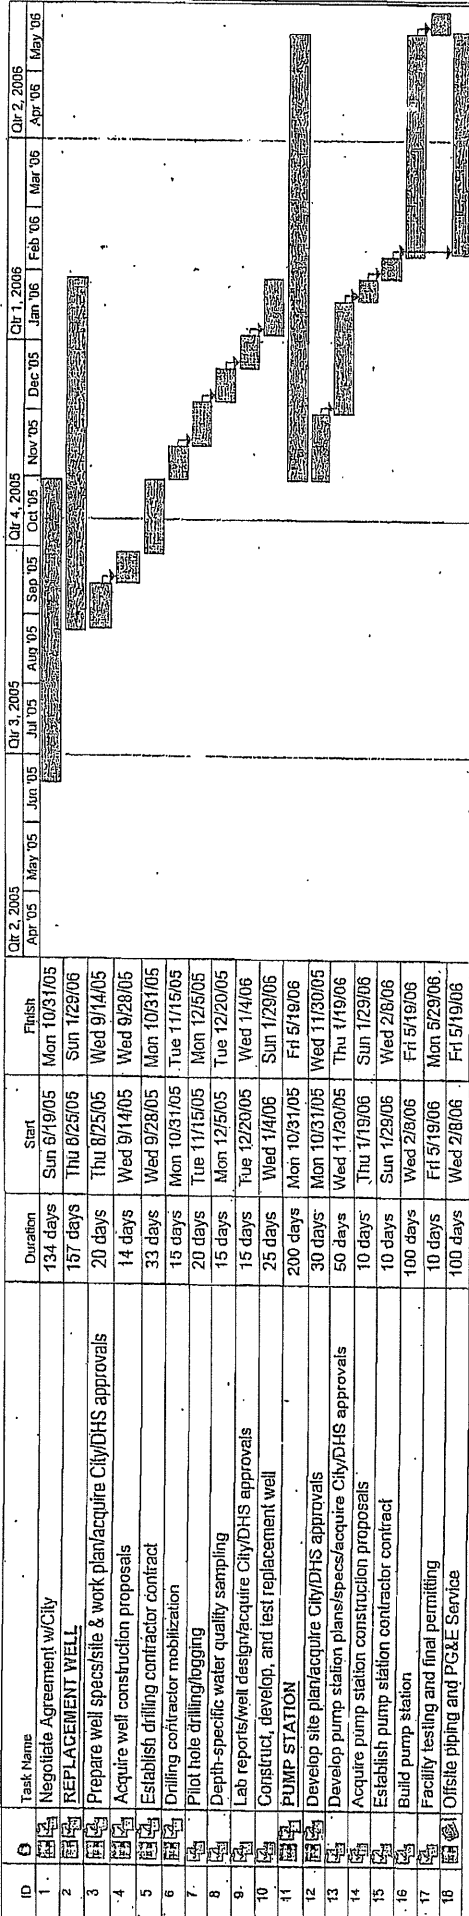 ID Task Name Duration Start Finish
Qtr 2, 2005 Qtr 3, 2005 Qtr 4, 2005 Qtr 1, 2006 Qtr 2, 2006
Apr '05 May '05 Jun '05 Jul '05 Aug '05 Sep '05 Oct '05 Nov '05 Dec '05 Jan '06 Feb '06 Mar '06 Apr '06 May '06
1 Negotiate Agreement w/City 134 days Sun 6/19/05 Mon 10/31/05
2 REPLACEMENT WELL 157 days Thu 8/25/05 Sun 1/29/06
3 Prepare well specs/site & work plan/acquire City/DHS approvals 20 days Thu 8/25/05 Wed 9/14/05
4 Acquire well construction proposals 14 days Wed 9/14/05 Wed 9/28/05
5 Establish drilling contractor contract 33 days Wed 9/28/05 Mon 10/31/05
6 Drilling contractor mobilization 15 days Mon 10/31/05 Tue 11/15/05
7 Pilot hole drilling/logging 20 days Tue 11/15/05 Mon 12/5/05
8 Depth-specific water quality sampling 15 days Mon 12/5/05 Tue 12/20/05
9 Lab reports/well design/acquire City/DHS approvals 15 days Tue 12/20/05 Wed 1/4/06
10 Construct, develop, and test replacement well 25 days Wed 1/4/06 Sun 1/29/06
11 PUMP STATION 200 days Mon 10/31/05 Fri 5/19/06
12 Develop site plan/acquire City/DHS approvals 30 days Mon 10/31/05 Wed 11/30/05
13 Develop pump station plans/specs/acquire City/DHS approvals 50 days Wed 11/30/05 Thu 1/19/06
14 Acquire pump station construction proposals 10 days Thu 1/19/06 Sun 1/29/06
15 Establish pump station contractor contract 10 days Sun 1/29/06 Wed 2/8/06
16 Build pump station 100 days Wed 2/8/06 Fri 5/19/06
17 Facility testing and final permitting 10 days Fri 5/19/06 Mon 5/29/06
18 Offsite piping and PG&E Service 100 days Wed 2/8/06 Fri 5/19/06